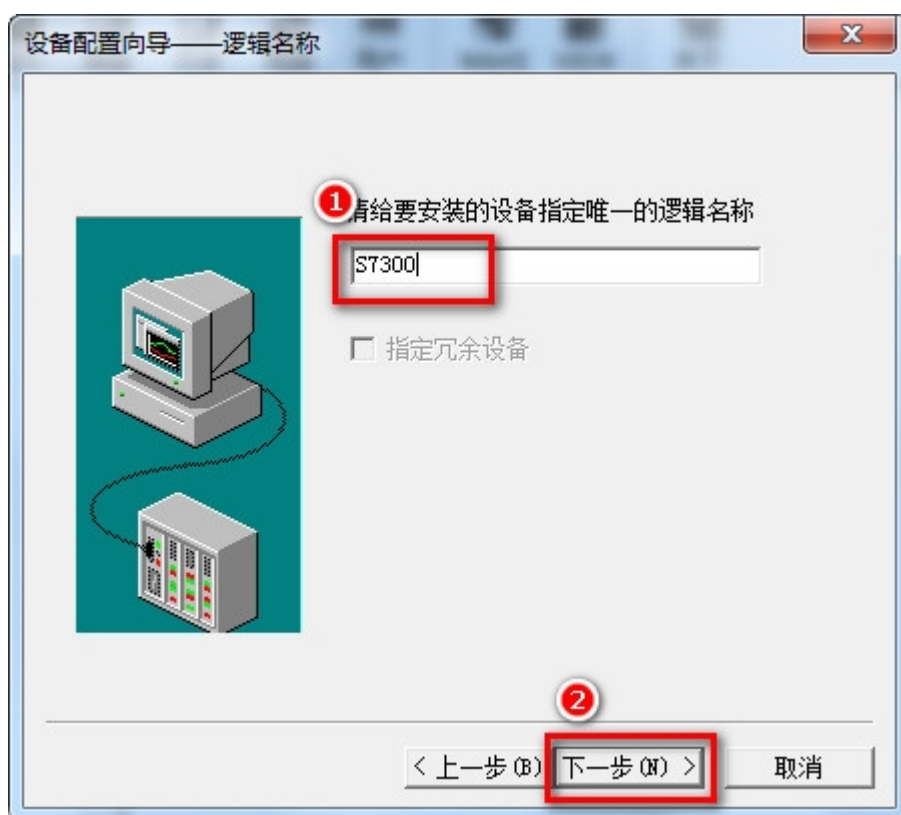 设备配置向导——逻辑名称
1
请给要安装的设备指定唯一的逻辑名称
S7300
指定冗余设备
2
< 上一步(B)
下一步(N) >
取消